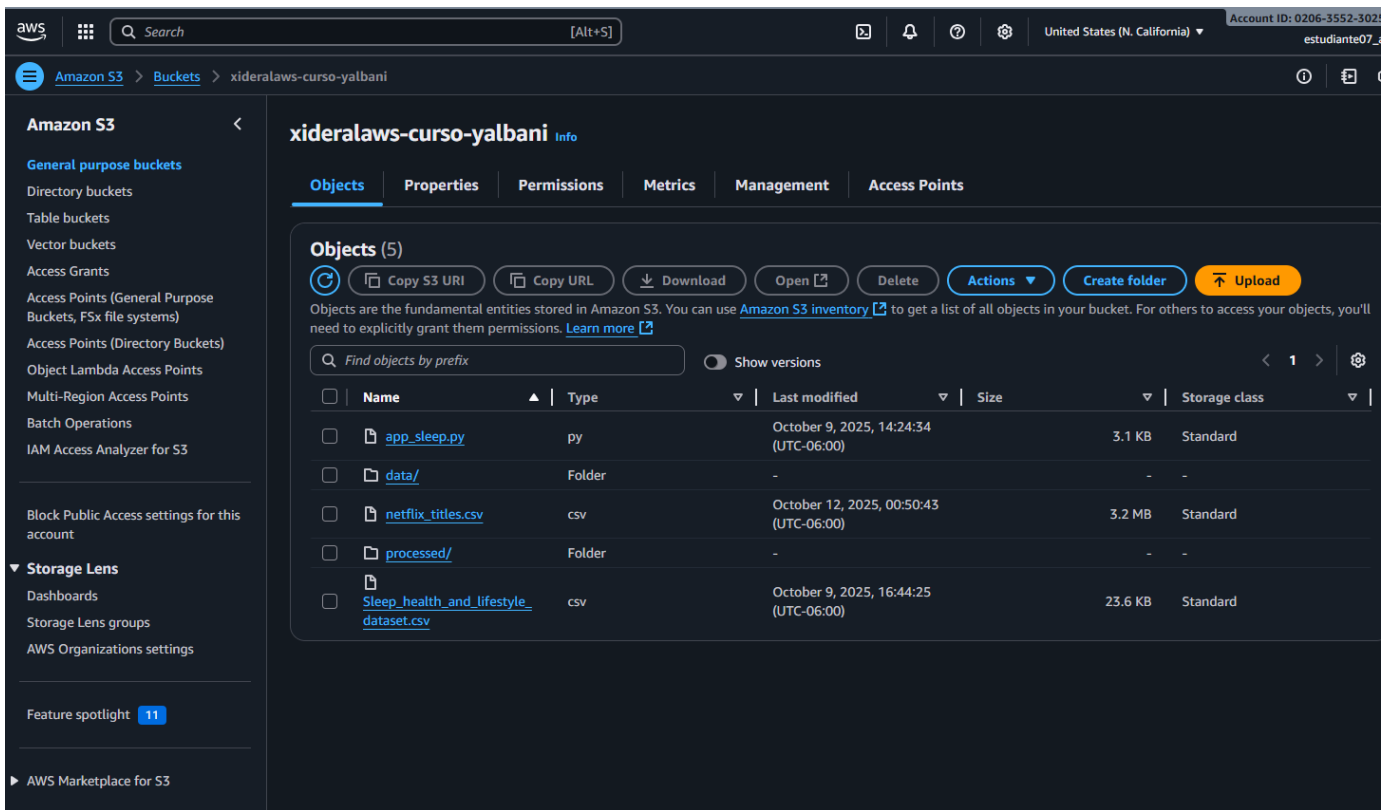 aws
Search
[Alt+S]
United States (N. California)
Account ID: 0206-3552-3025
estudiante07_
Amazon S3 > Buckets > xideralaws-curso-yalbani
Amazon S3
General purpose buckets
Directory buckets
Table buckets
Vector buckets
Access Grants
Access Points (General Purpose
Buckets, FSx file systems)
Access Points (Directory Buckets)
Object Lambda Access Points
Multi-Region Access Points
Batch Operations
IAM Access Analyzer for S3
Block Public Access settings for this
account
Storage Lens
Dashboards
Storage Lens groups
AWS Organizations settings
Feature spotlight 11
AWS Marketplace for S3
xideralaws-curso-yalbani Info
Objects Properties Permissions Metrics Management Access Points
Objects (5)
Copy S3 URI Copy URL Download Open Delete Actions Create folder Upload
Objects are the fundamental entities stored in Amazon S3. You can use Amazon S3 inventory to get a list of all objects in your bucket. For others to access your objects, you'll
need to explicitly grant them permissions. Learn more
Find objects by prefix
Show versions
1
Name Type Last modified Size Storage class
app_sleep.py py October 9, 2025, 14:24:34 (UTC-06:00) 3.1 KB Standard
data/ Folder - - -
netflix_titles.csv csv October 12, 2025, 00:50:43 (UTC-06:00) 3.2 MB Standard
processed/ Folder - - -
Sleep_health_and_lifestyle_dataset.csv csv October 9, 2025, 16:44:25 (UTC-06:00) 23.6 KB Standard